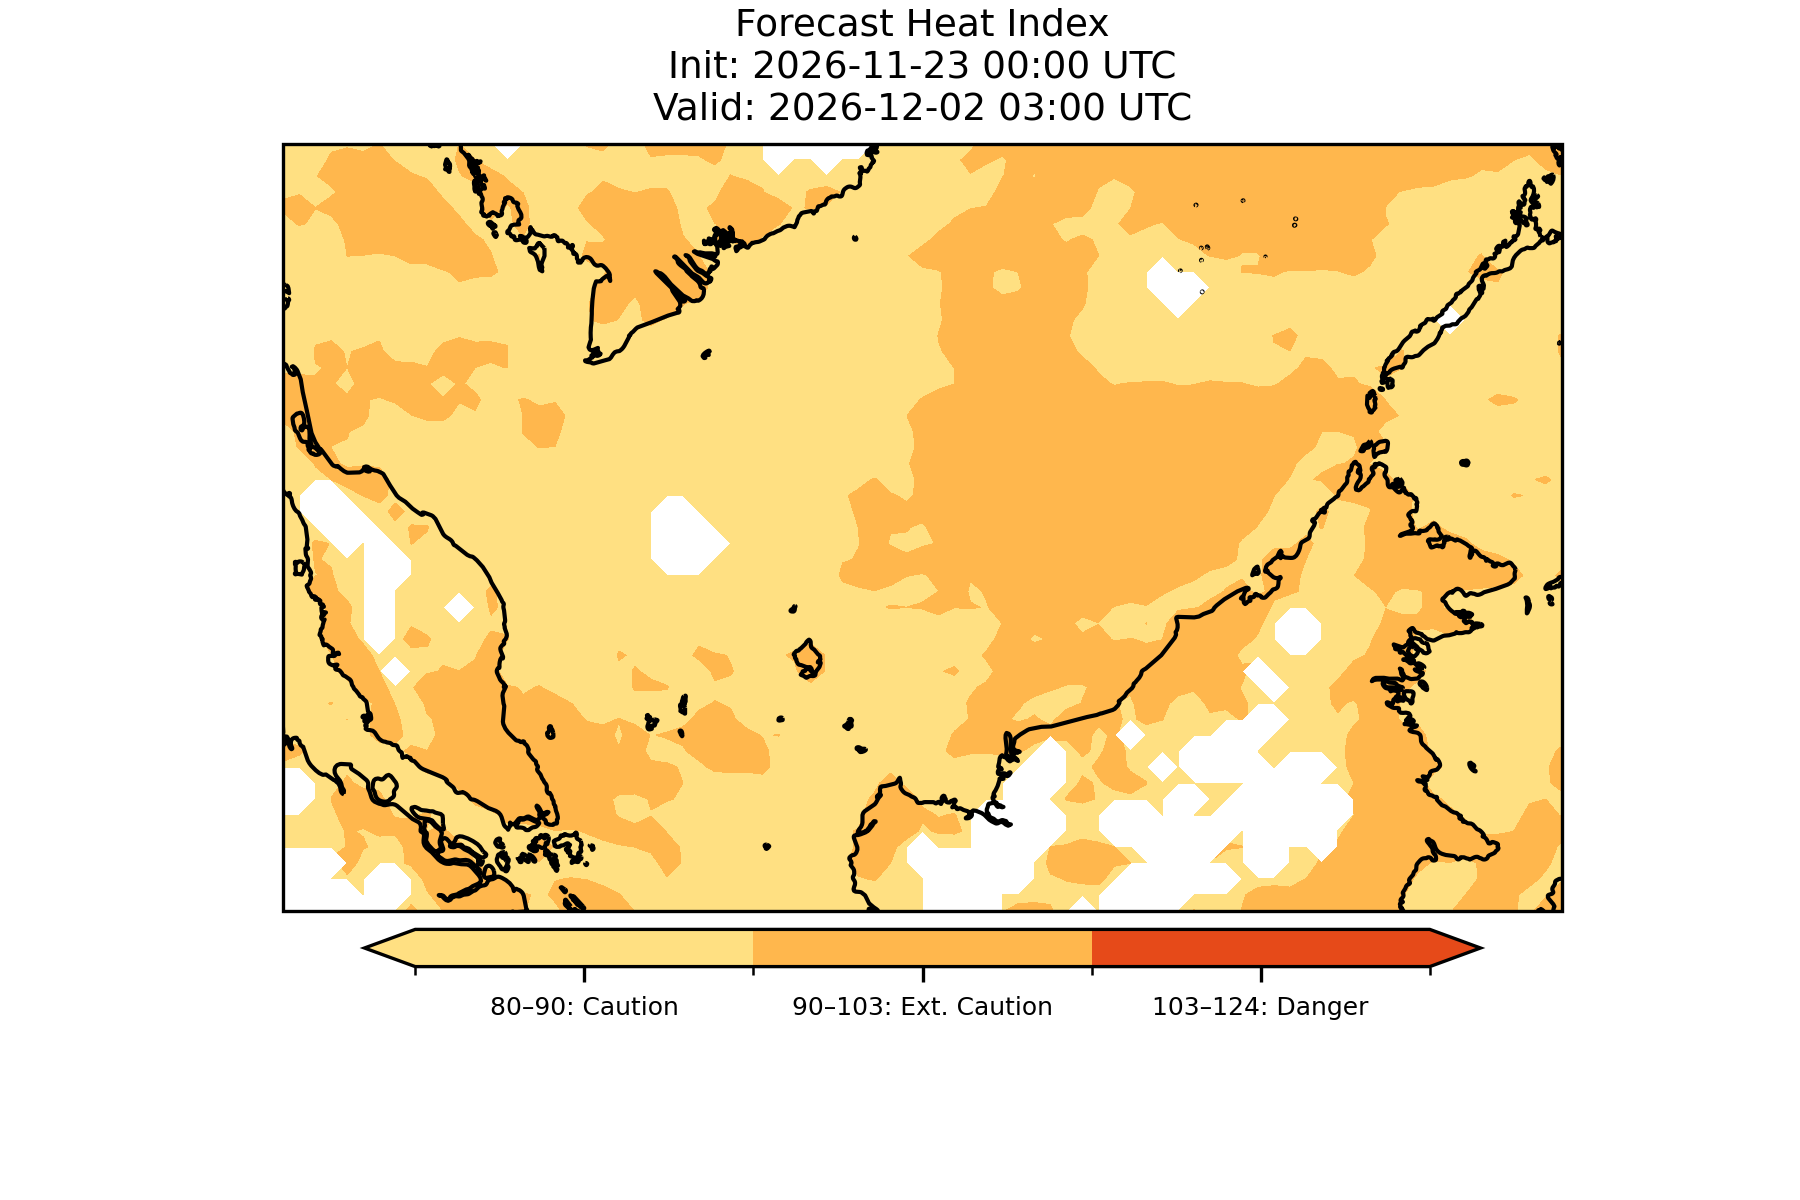 Forecast Heat Index
Init: 2026-11-23 00:00 UTC
Valid: 2026-12-02 03:00 UTC
80–90: Caution
90–103: Ext. Caution
103–124: Danger